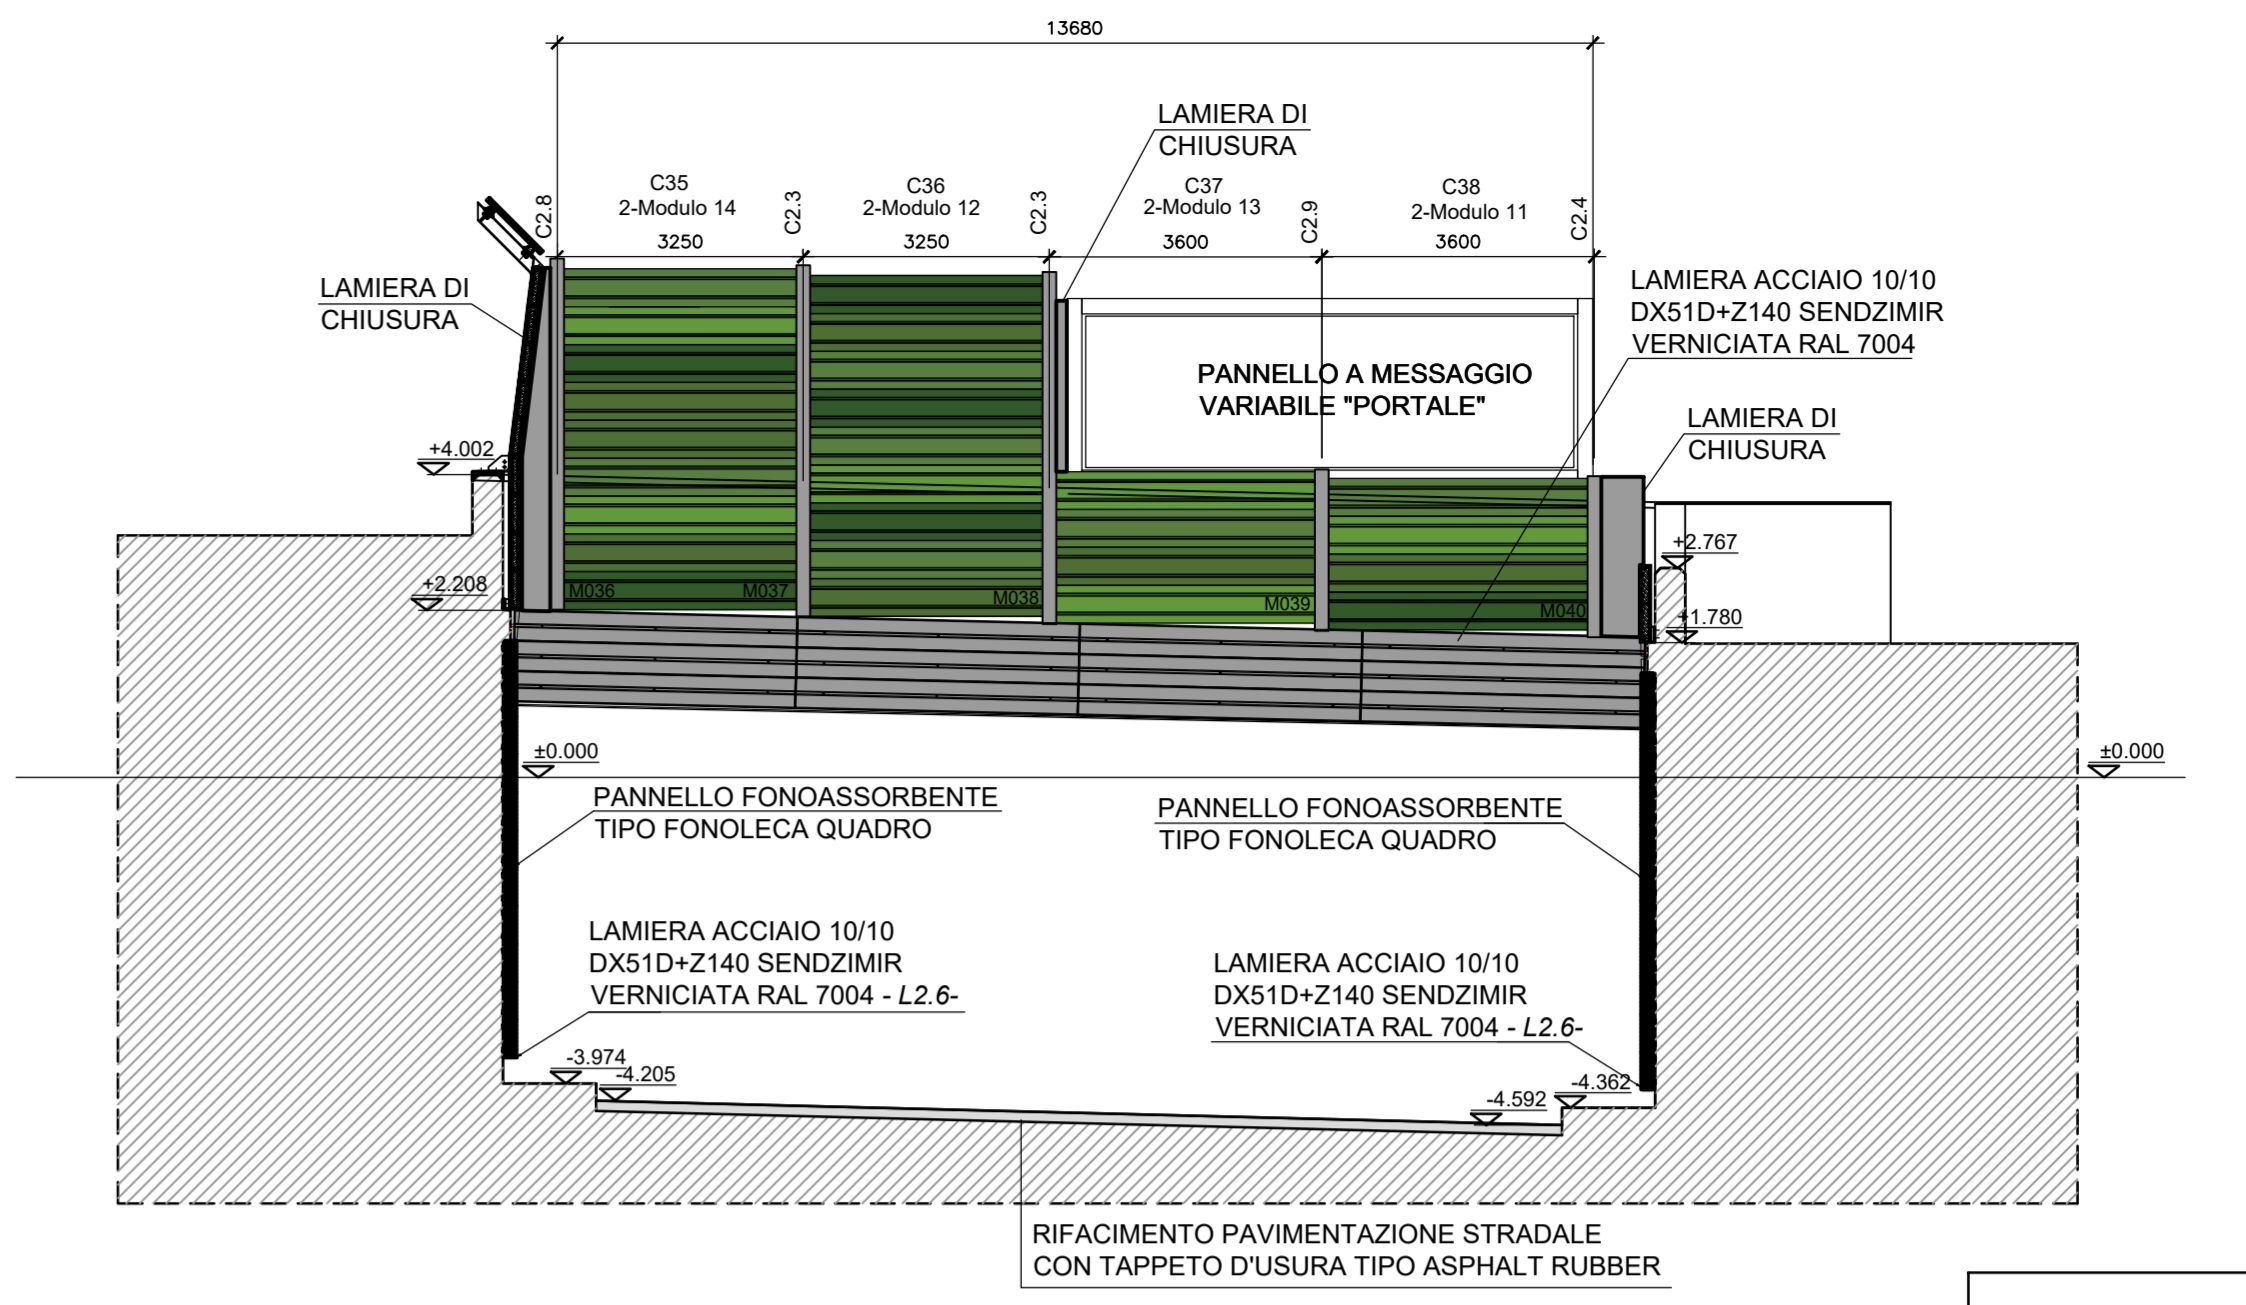 13680
LAMIERA DI
CHIUSURA
C2.8
C35
2-Modulo 14
3250
C2.3
C36
2-Modulo 12
3250
C2.3
C37
2-Modulo 13
3600
C2.9
C38
2-Modulo 11
3600
C2.4
LAMIERA DI
CHIUSURA
LAMIERA ACCIAIO 10/10
DX51D+Z140 SENDZIMIR
VERNICIATA RAL 7004
PANNELLO A MESSAGGIO
VARIABILE "PORTALE"
LAMIERA DI
CHIUSURA
+4.002
+2.767
+2.208
M036
M037
M038
M039
M040
+1.780
±0.000
±0.000
PANNELLO FONOASSORBENTE
TIPO FONOLECA QUADRO
PANNELLO FONOASSORBENTE
TIPO FONOLECA QUADRO
LAMIERA ACCIAIO 10/10
DX51D+Z140 SENDZIMIR
VERNICIATA RAL 7004 - L2.6-
LAMIERA ACCIAIO 10/10
DX51D+Z140 SENDZIMIR
VERNICIATA RAL 7004 - L2.6-
-3.974
-4.205
-4.592
-4.362
RIFACIMENTO PAVIMENTAZIONE STRADALE
CON TAPPETO D'USURA TIPO ASPHALT RUBBER